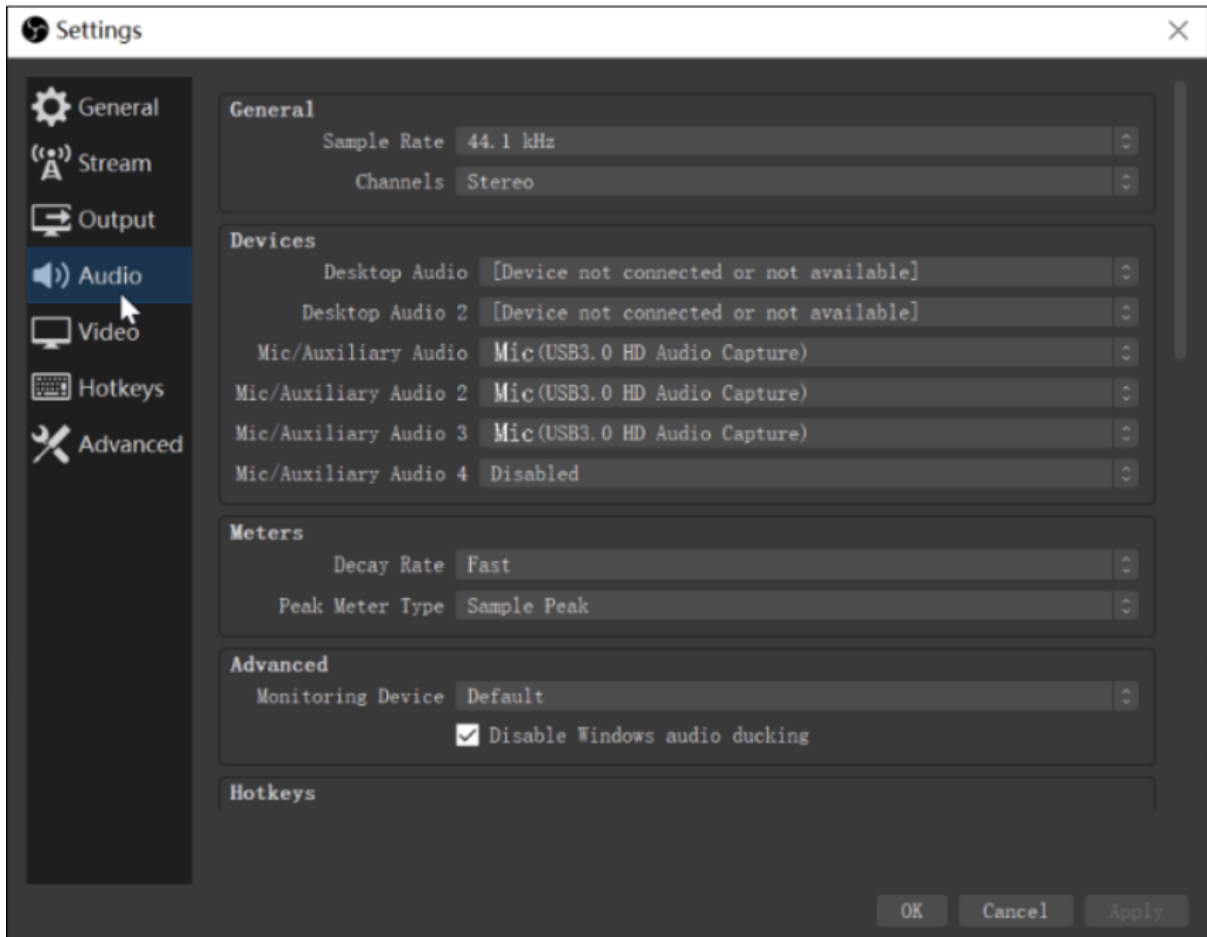 Settings
General
Stream
Output
Audio
Video
Hotkeys
Advanced
General
Sample Rate 44.1 kHz
Channels Stereo
Devices
Desktop Audio [Device not connected or not available]
Desktop Audio 2 [Device not connected or not available]
Mic/Auxiliary Audio Mic(USB3.0 HD Audio Capture)
Mic/Auxiliary Audio 2 Mic(USB3.0 HD Audio Capture)
Mic/Auxiliary Audio 3 Mic(USB3.0 HD Audio Capture)
Mic/Auxiliary Audio 4 Disabled
Meters
Decay Rate Fast
Peak Meter Type Sample Peak
Advanced
Monitoring Device Default
Disable Windows audio ducking
Hotkeys
OK Cancel Apply